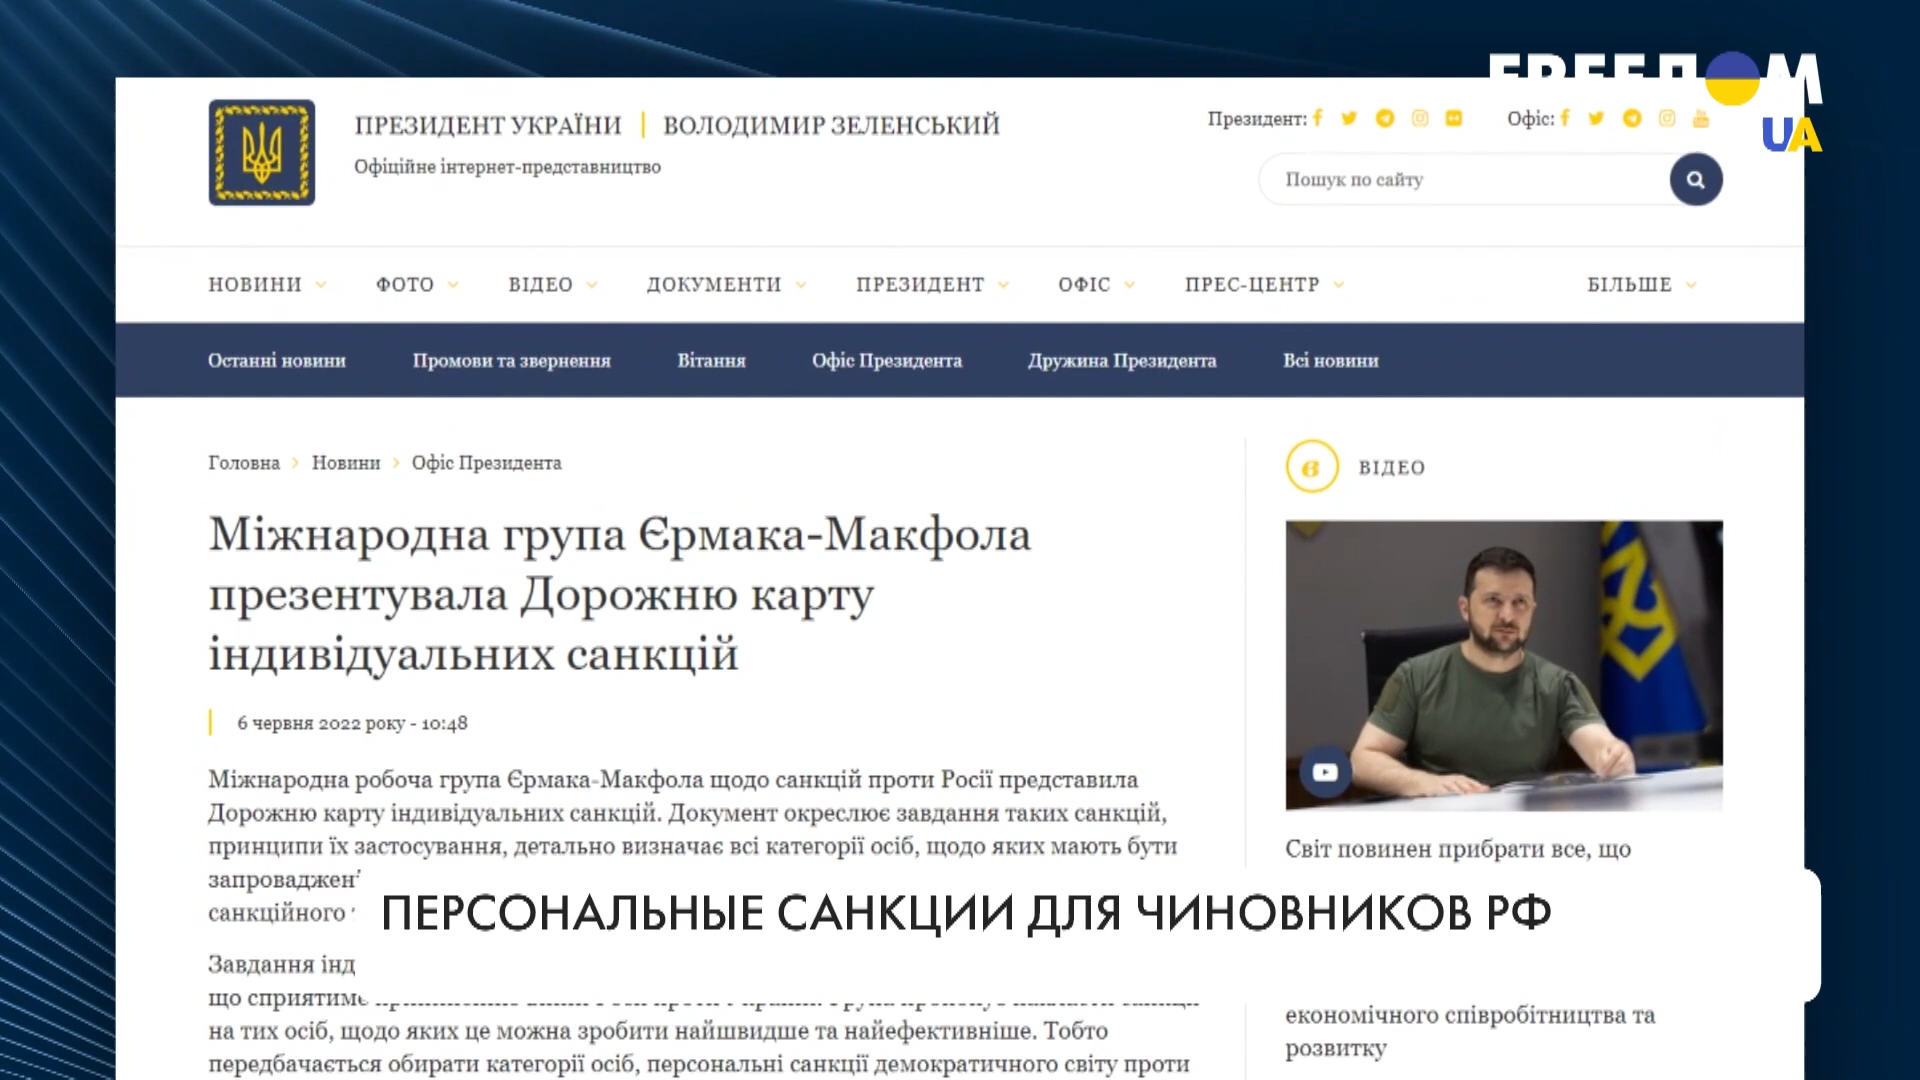 FREEДOM
UA
ПРЕЗИДЕНТ УКРАЇНИ | ВОЛОДИМИР ЗЕЛЕНСЬКИЙ
Офіційне інтернет-представництво
Президент:
Офіс:
Пошук по сайту
НОВИНИ ФОТО ВІДЕО ДОКУМЕНТИ ПРЕЗИДЕНТ ОФІС ПРЕС-ЦЕНТР БІЛЬШЕ
Останні новини Промови та звернення Вітання Офіс Президента Дружина Президента Всі новини
Головна > Новини > Офіс Президента
Міжнародна група Єрмака-Макфола
презентувала Дорожню карту
індивідуальних санкцій
6 червня 2022 року - 10:48
Міжнародна робоча група Єрмака-Макфола щодо санкцій проти Росії представила
Дорожню карту індивідуальних санкцій. Документ окреслює завдання таких санкцій,
принципи їх застосування, детально визначає всі категорії осіб, щодо яких мають бути
санкційного
Завдання інд
що сприятиме
на тих осіб, щодо яких це можна зробити найшвидше та найефективніше. Тобто
передбачається обирати категорії осіб, персональні санкції демократичного світу проти
в ВІДЕО
Світ повинен прибрати все, що
економічного співробітництва та
розвитку
ПЕРСОНАЛЬНЫЕ САНКЦИИ ДЛЯ ЧИНОВНИКОВ РФ